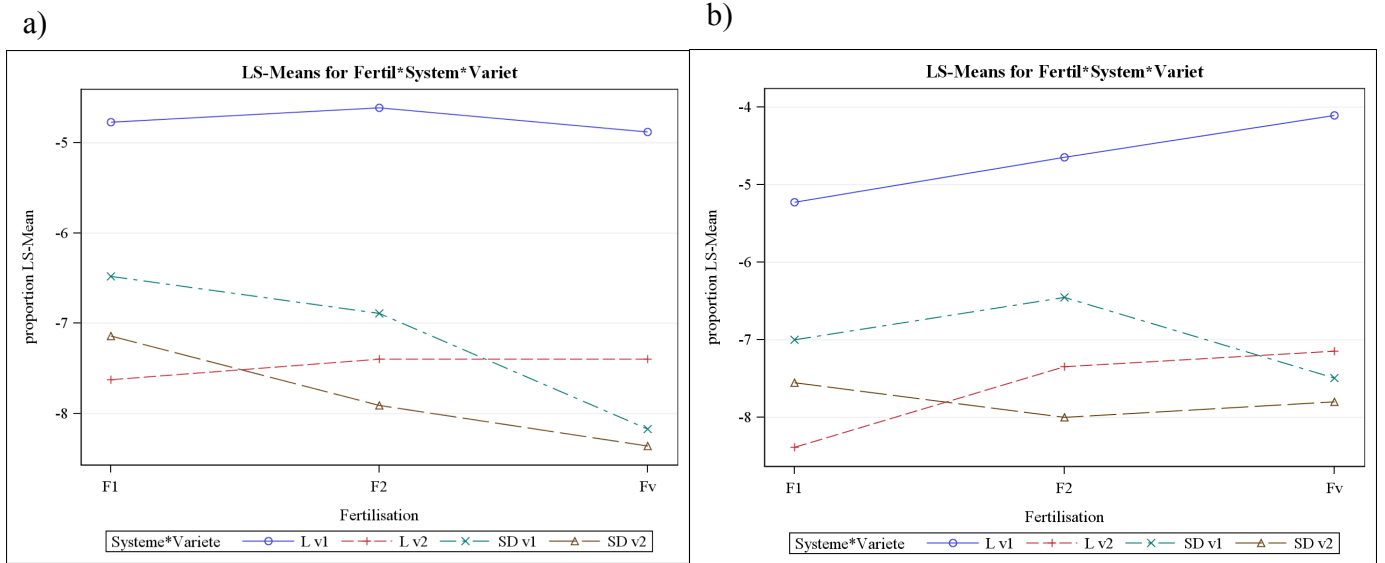 a)
LS-Means for Fertil*System*Variet
proportion LS-Mean
-5
-6
-7
-8
F1
F2
Fv
Fertilisation
Systeme*Variete
L v1
L v2
SD v1
SD v2
b)
LS-Means for Fertil*System*Variet
proportion LS-Mean
-4
-5
-6
-7
-8
F1
F2
Fv
Fertilisation
Systeme*Variete
L v1
L v2
SD v1
SD v2